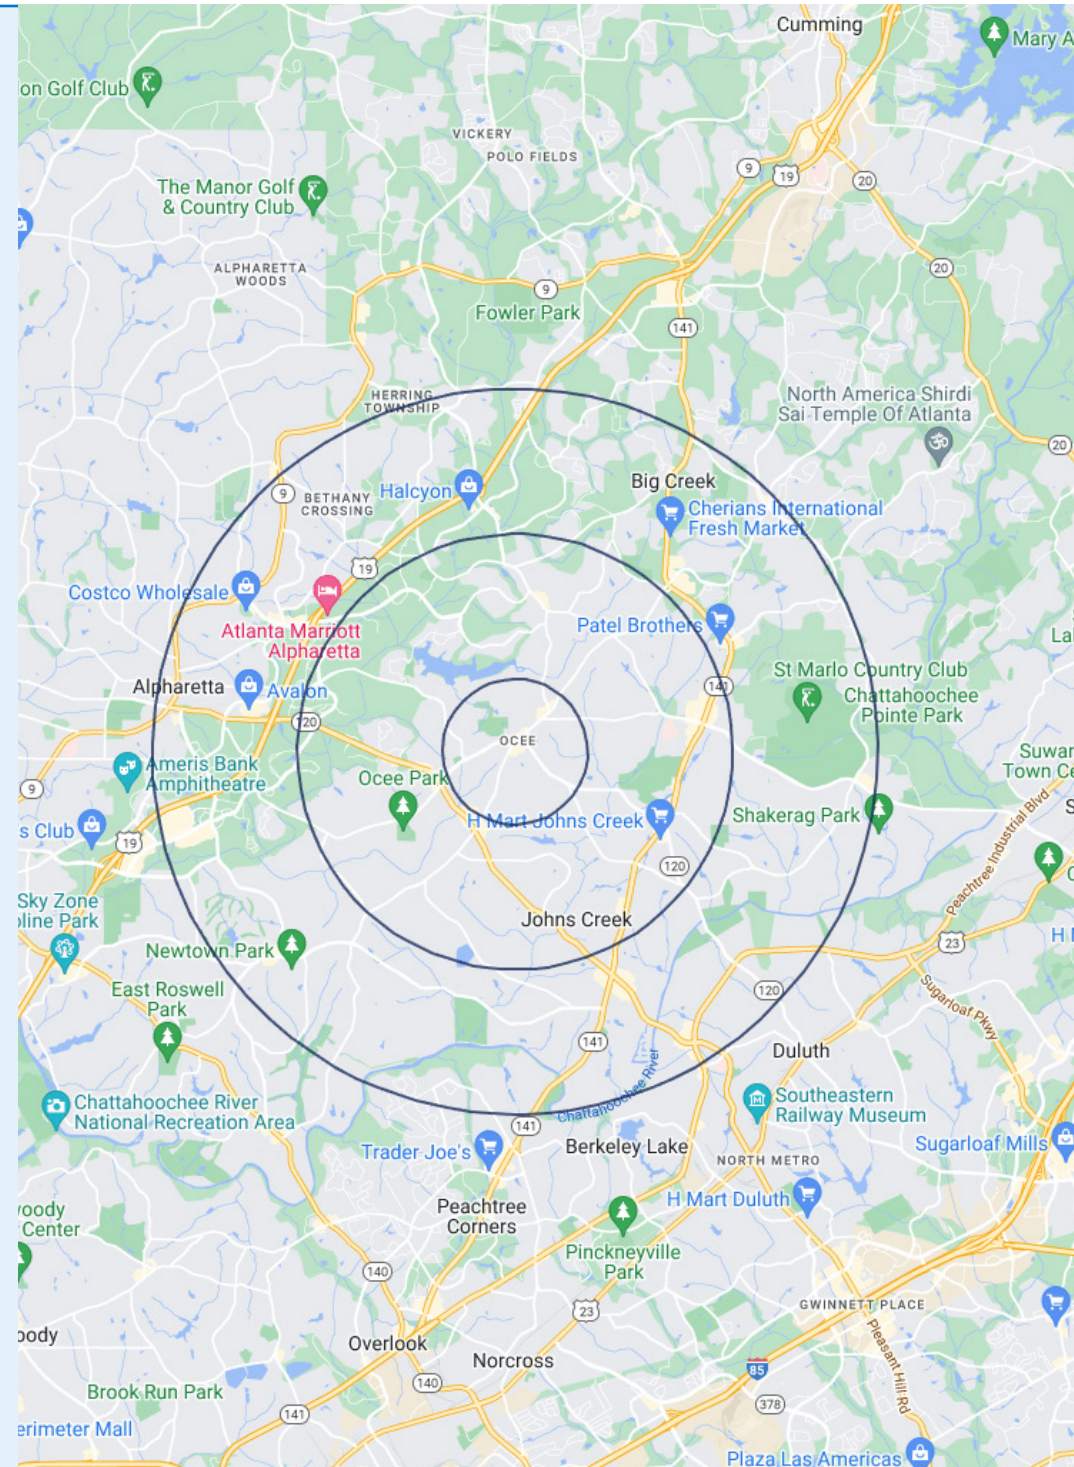 Cumming
Mary A
on Golf Club
VICKERY
POLO FIELDS
9
19
20
The Manor Golf
& Country Club
ALPHARETTA
WOODS
20
9
Fowler Park
141
HERRING
TOWNSHIP
North America Shirdi
Sai Temple Of Atlanta
20
Big Creek
Halcyon
9
BETHANY
CROSSING
Cherians International
Fresh Market
19
Costco Wholesale
Atlanta Marriott
Alpharetta
Patel Brothers
La
St Marlo Country Club
Chattahoochee
Pointe Park
Alpharetta
Avalon
141
120
OCEE
Suwan
Town Ce
Ameris Bank
Amphitheatre
Ocee Park
9
s Club
H Mart Johns Creek
Shakerag Park
S
19
120
Peachtree Industrial Blvd
C
Sky Zone
oline Park
Johns Creek
H
Newtown Park
23
East Roswell
Park
120
Sugarloaf Pkwy
141
Duluth
Chattahoochee River
Chattahoochee River
National Recreation Area
Southeastern
Railway Museum
141
Trader Joe's
Berkeley Lake
NORTH METRO
Sugarloaf Mills
H Mart Duluth
Peachtree
Corners
woody
Center
Pinckneyville
Park
140
23
GWINNETT PLACE
oody
Overlook
Norcross
Pleasant Hill Rd
85
140
Brook Run Park
378
141
erimeter Mall
Plaza Las Americas